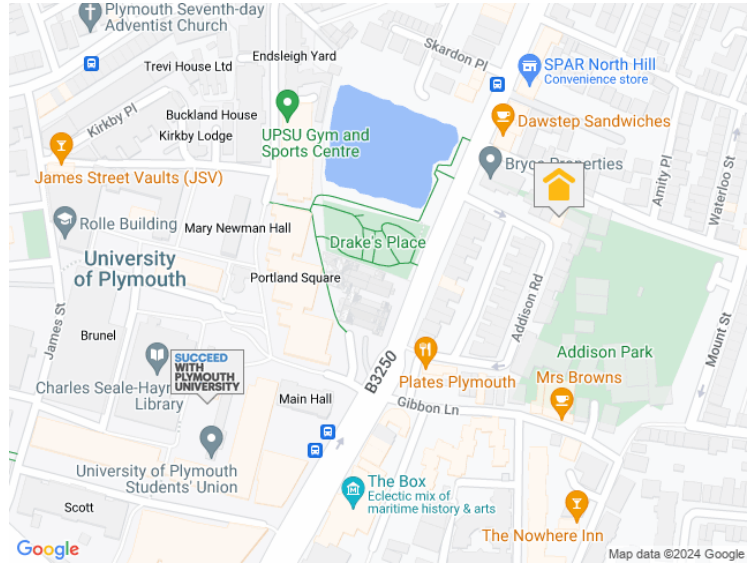 Plymouth Seventh-day
Adventist Church
Endsleigh Yard
Trevi House Ltd
Skardon Pl
SPAR North Hill
Convenience store
Kirkby Pl
Buckland House
Kirkby Lodge
UPSU Gym and
Sports Centre
Dawstep Sandwiches
James Street Vaults (JSV)
Bryce Properties
Amity Pl
Waterloo St
Rolle Building
Mary Newman Hall
Drake's Place
University
of Plymouth
Portland Square
Addison Rd
James St
Brunel
Mount St
Addison Park
SUCCEED
WITH
PLYMOUTH
UNIVERSITY
B3250
Plates Plymouth
Mrs Browns
Charles Seale-Hayn
Library
Main Hall
Gibbon Ln
University of Plymouth
Students' Union
The Box
Eclectic mix of
maritime history & arts
Scott
The Nowhere Inn
Google
Map data ©2024 Google